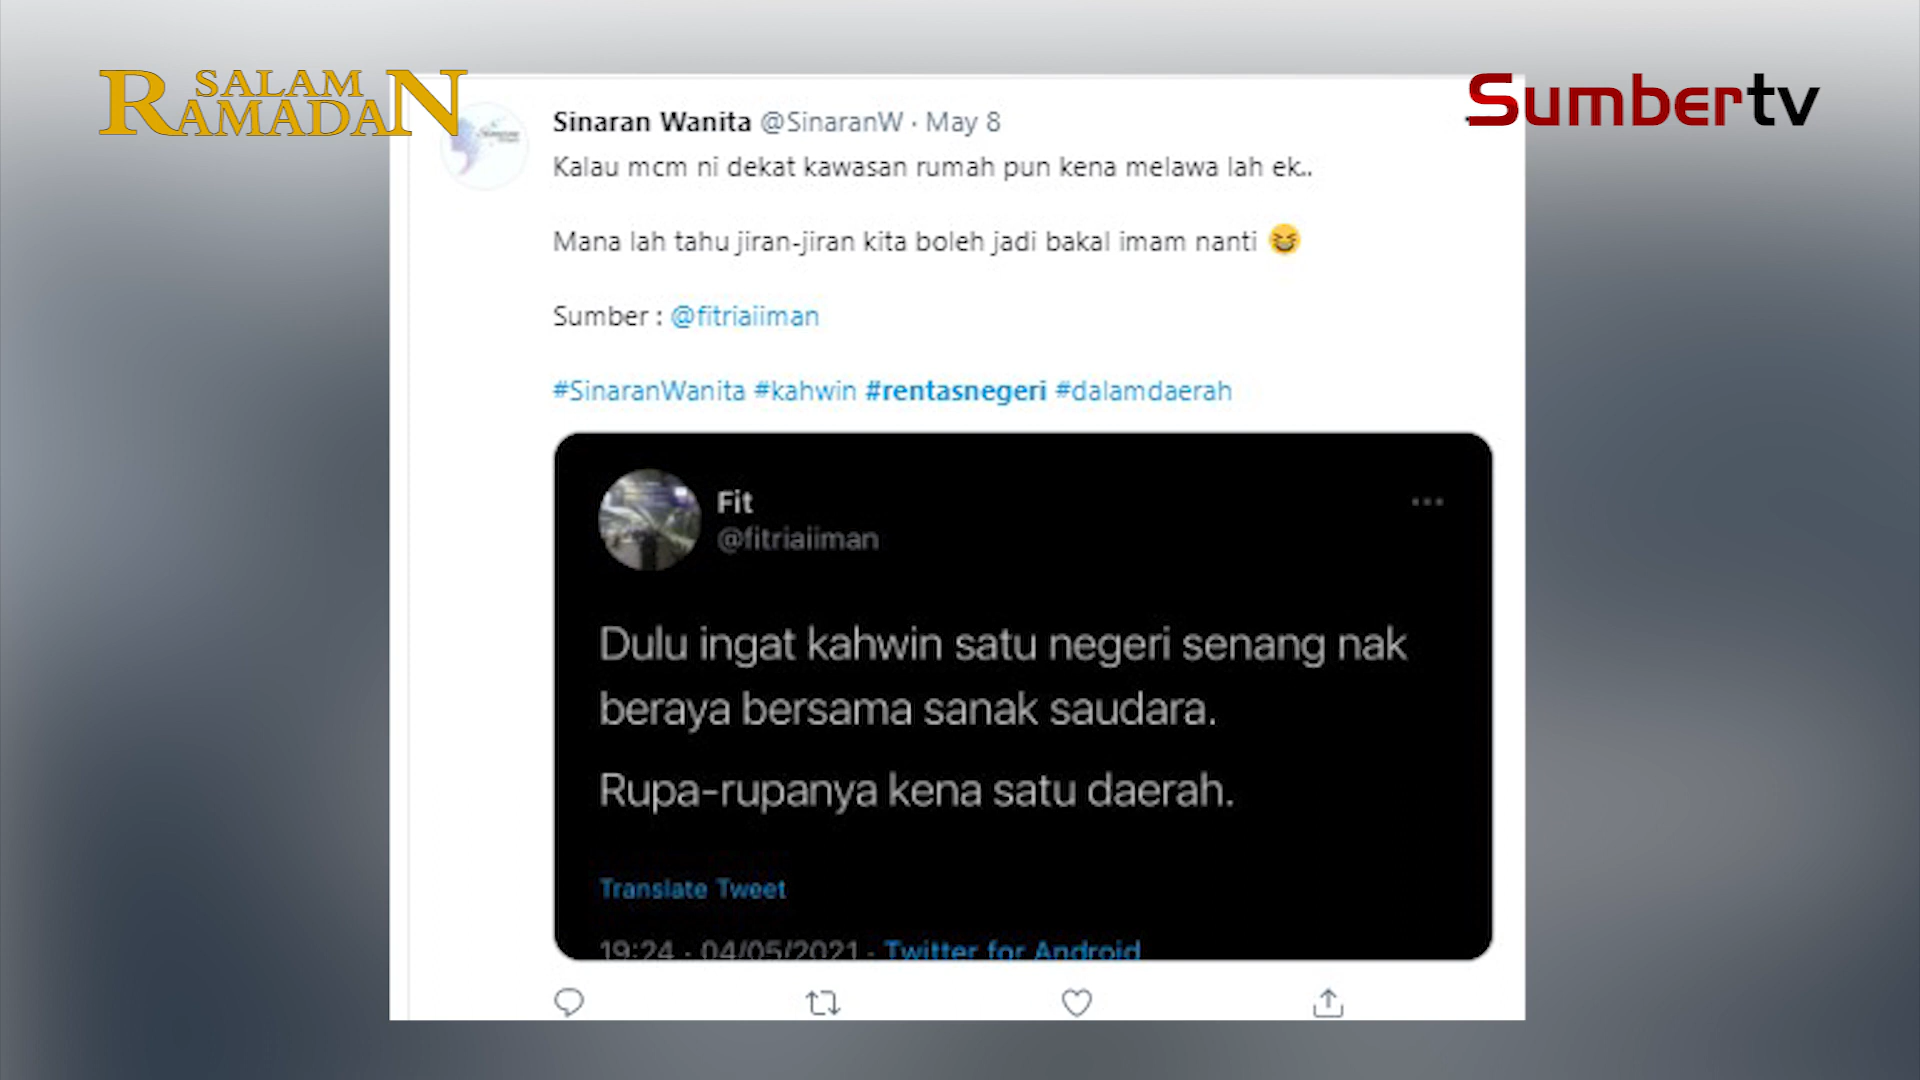 SALAM
RAMADAN
Sumbertv
Sinaran Wanita @SinaranW · May 8
Kalau mcm ni dekat kawasan rumah pun kena melawa lah ek..
Mana lah tahu jiran-jiran kita boleh jadi bakal imam nanti 😆
Sumber : @fitriaiiman
#SinaranWanita #kahwin #rentasnegeri #dalamdaerah
Fit
@fitriaiiman
Dulu ingat kahwin satu negeri senang nak
beraya bersama sanak saudara.
Rupa-rupanya kena satu daerah.
Translate Tweet
19:24 · 04/05/2021 · Twitter for Android